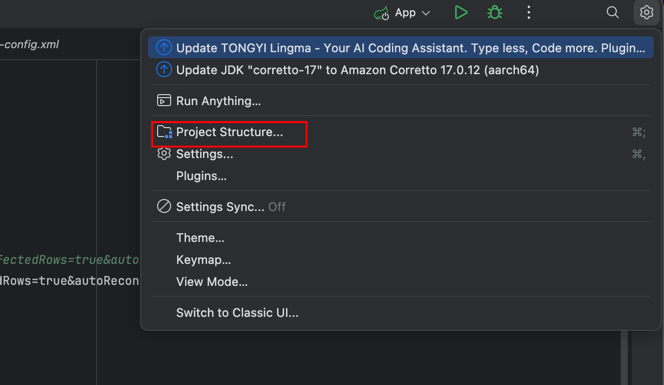 App
-config.xml
Update TONGYI Lingma - Your AI Coding Assistant. Type less, Code more. Plugin...
Update JDK "corretto-17" to Amazon Corretto 17.0.12 (aarch64)
Run Anything...
Project Structure... ⌘;
Settings... ⌘,
Plugins...
Settings Sync... Off
Theme...
fectedRows=true&auto
Keymap...
dRows=true&autoRecon
View Mode...
Switch to Classic UI...